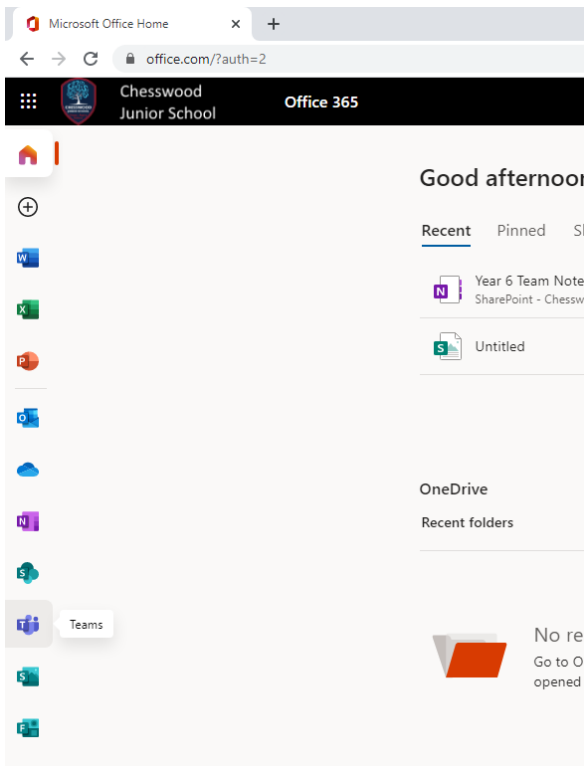 Microsoft Office Home
office.com/?auth=2
Chesswood
Junior School
Office 365
Good afternoon
Recent Pinned
Year 6 Team Note
SharePoint - Chessw
Untitled
OneDrive
Recent folders
Teams
No re
Go to O
opened